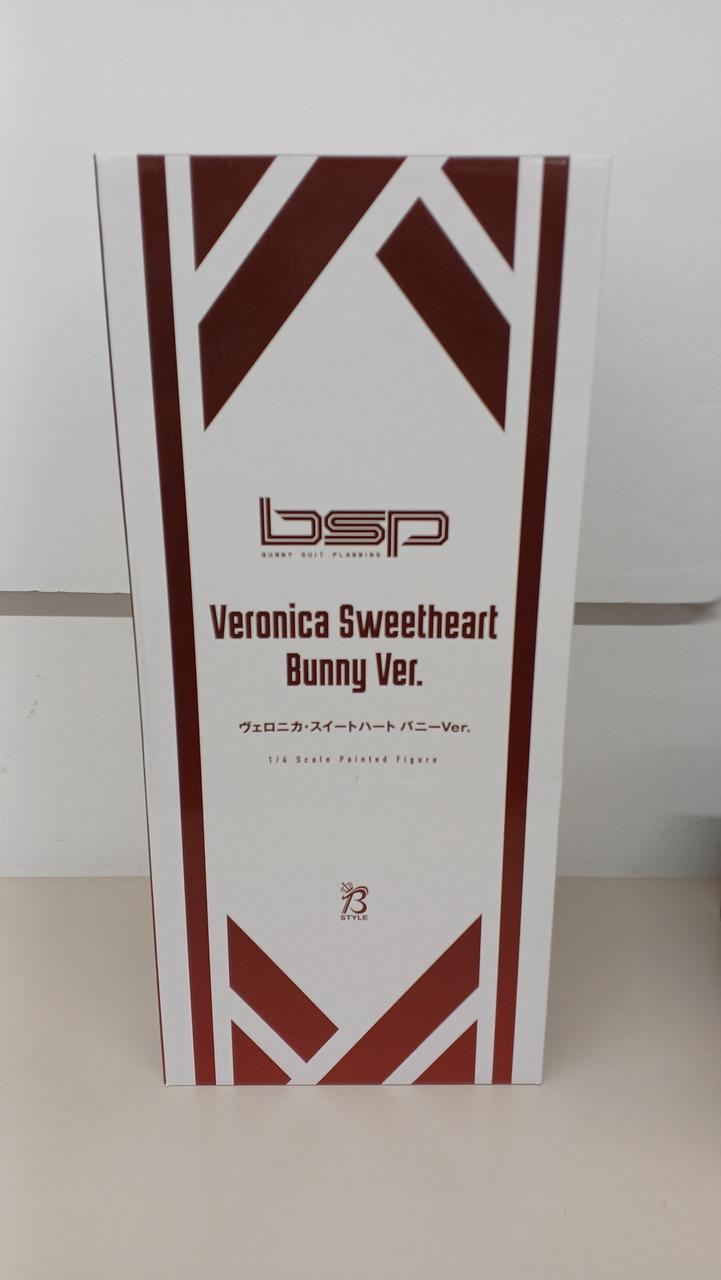 bsp
BUNNY SUIT PLANNING
Veronica Sweetheart
Bunny Ver.
ヴェロニカ・スイートハート バニーVer.
1/4 Scale Painted Figure
B
STYLE